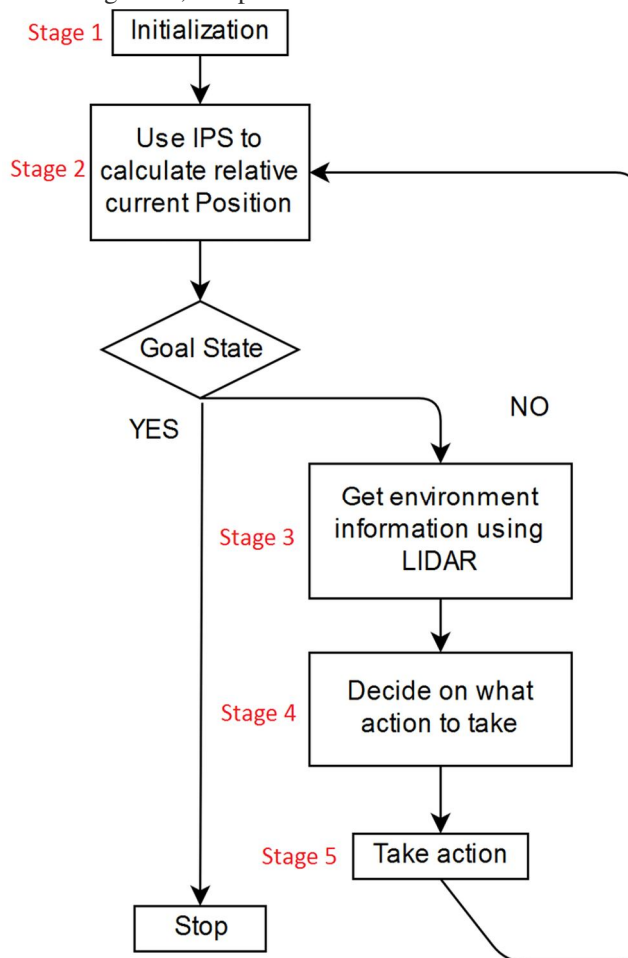 Stage 1
Initialization
Stage 2
Use IPS to
calculate relative
current Position
Goal State
YES
NO
Stage 3
Get environment
information using
LIDAR
Stage 4
Decide on what
action to take
Stage 5
Take action
Stop